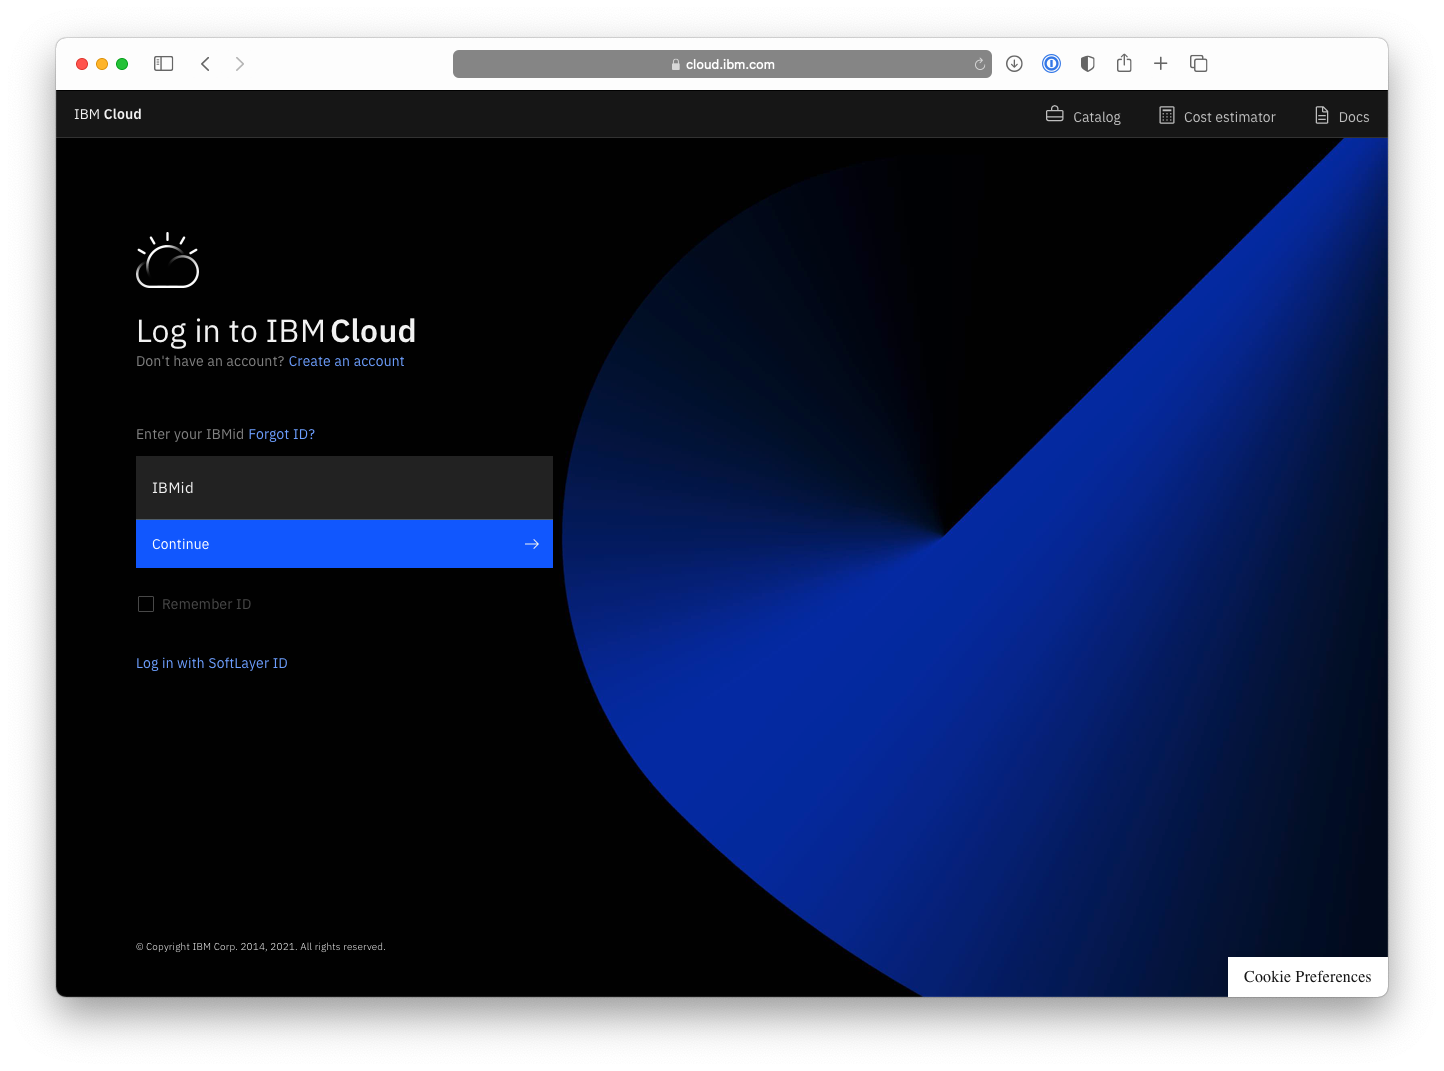 cloud.ibm.com
IBM Cloud
Catalog
Cost estimator
Docs
Log in to IBM Cloud
Don't have an account? Create an account
Enter your IBMid Forgot ID?
IBMid
Continue
Remember ID
Log in with SoftLayer ID
© Copyright IBM Corp. 2014, 2021. All rights reserved.
Cookie Preferences